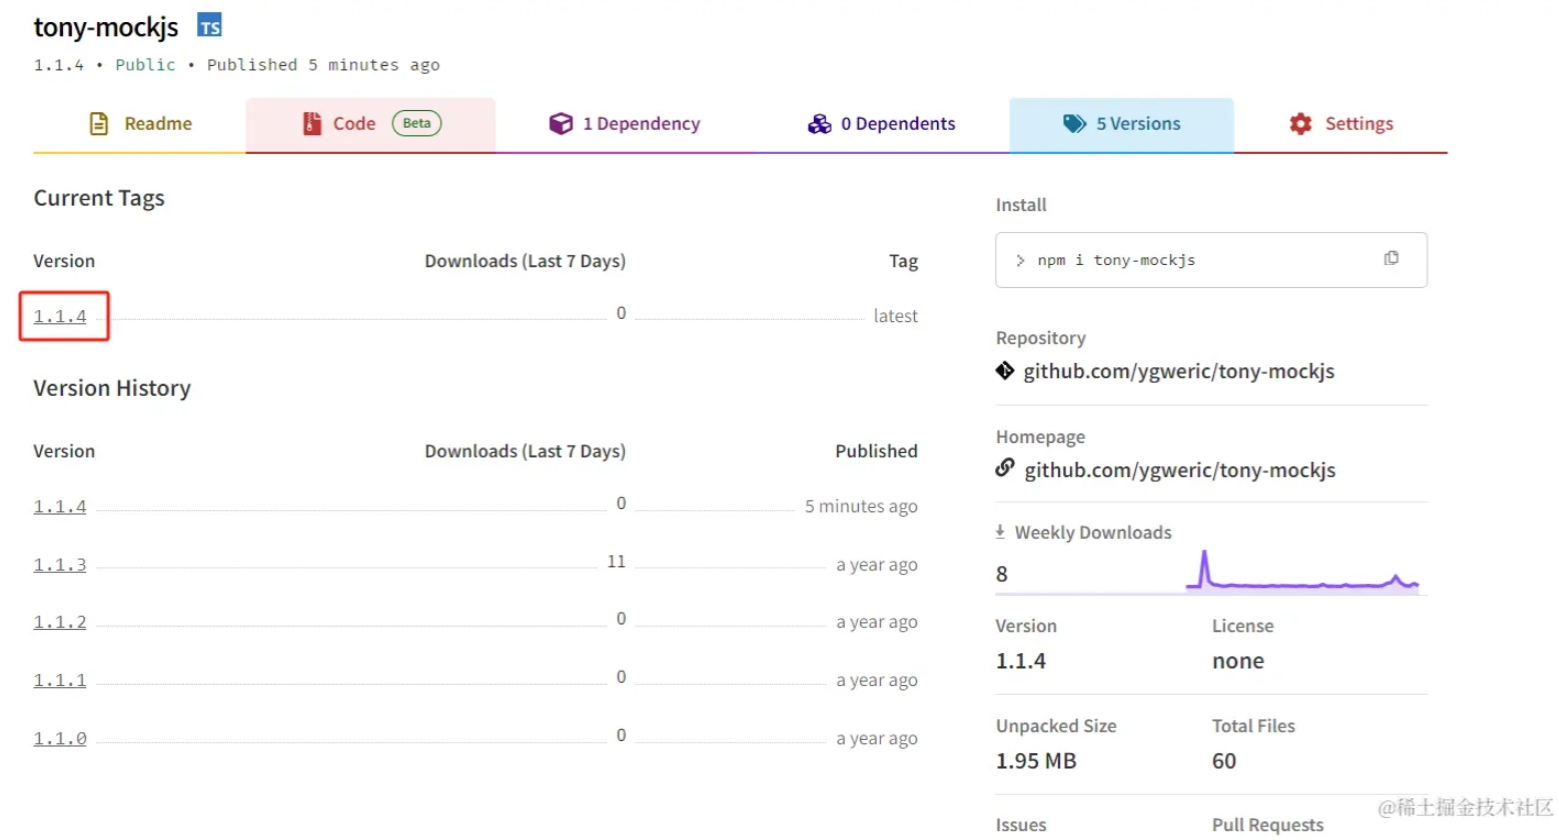 tony-mockjs TS
1.1.4 • Public • Published 5 minutes ago
Readme Code Beta 1 Dependency 0 Dependents 5 Versions Settings
Current Tags
Version Downloads (Last 7 Days) Tag
1.1.4 0 latest
Version History
Version Downloads (Last 7 Days) Published
1.1.4 0 5 minutes ago
1.1.3 11 a year ago
1.1.2 0 a year ago
1.1.1 0 a year ago
1.1.0 0 a year ago
Install
> npm i tony-mockjs
Repository
github.com/ygweric/tony-mockjs
Homepage
github.com/ygweric/tony-mockjs
Weekly Downloads
8
Version License
1.1.4 none
Unpacked Size Total Files
1.95 MB 60
Issues Pull Requests
@稀土掘金技术社区